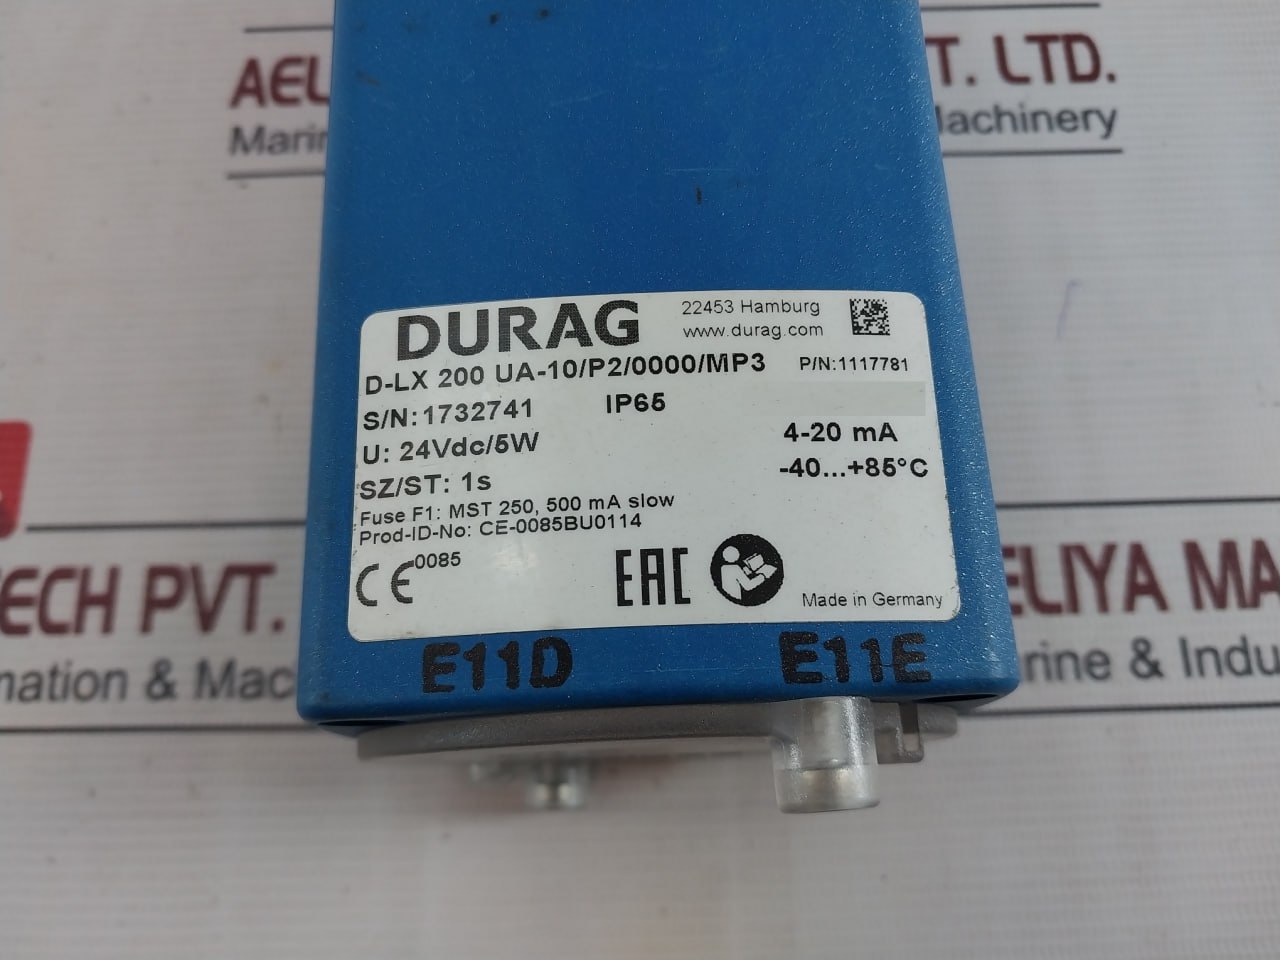 AEL
T. LTD.
Marin
achinery
DURAG
22453 Hamburg
www.durag.com
D-LX 200 UA-10/P2/0000/MP3
P/N:1117781
S/N:1732741
IP65
U: 24Vdc/5W
4-20 mA
SZ/ST: 1s
-40...+85°C
Fuse F1: MST 250, 500 mA slow
Prod-ID-No: CE-0085BU0114
CE 0085
EAC
Made in Germany
E11D
E11E
ECH PVT.
ELIYA MA
mation & Mac
rine & Indu